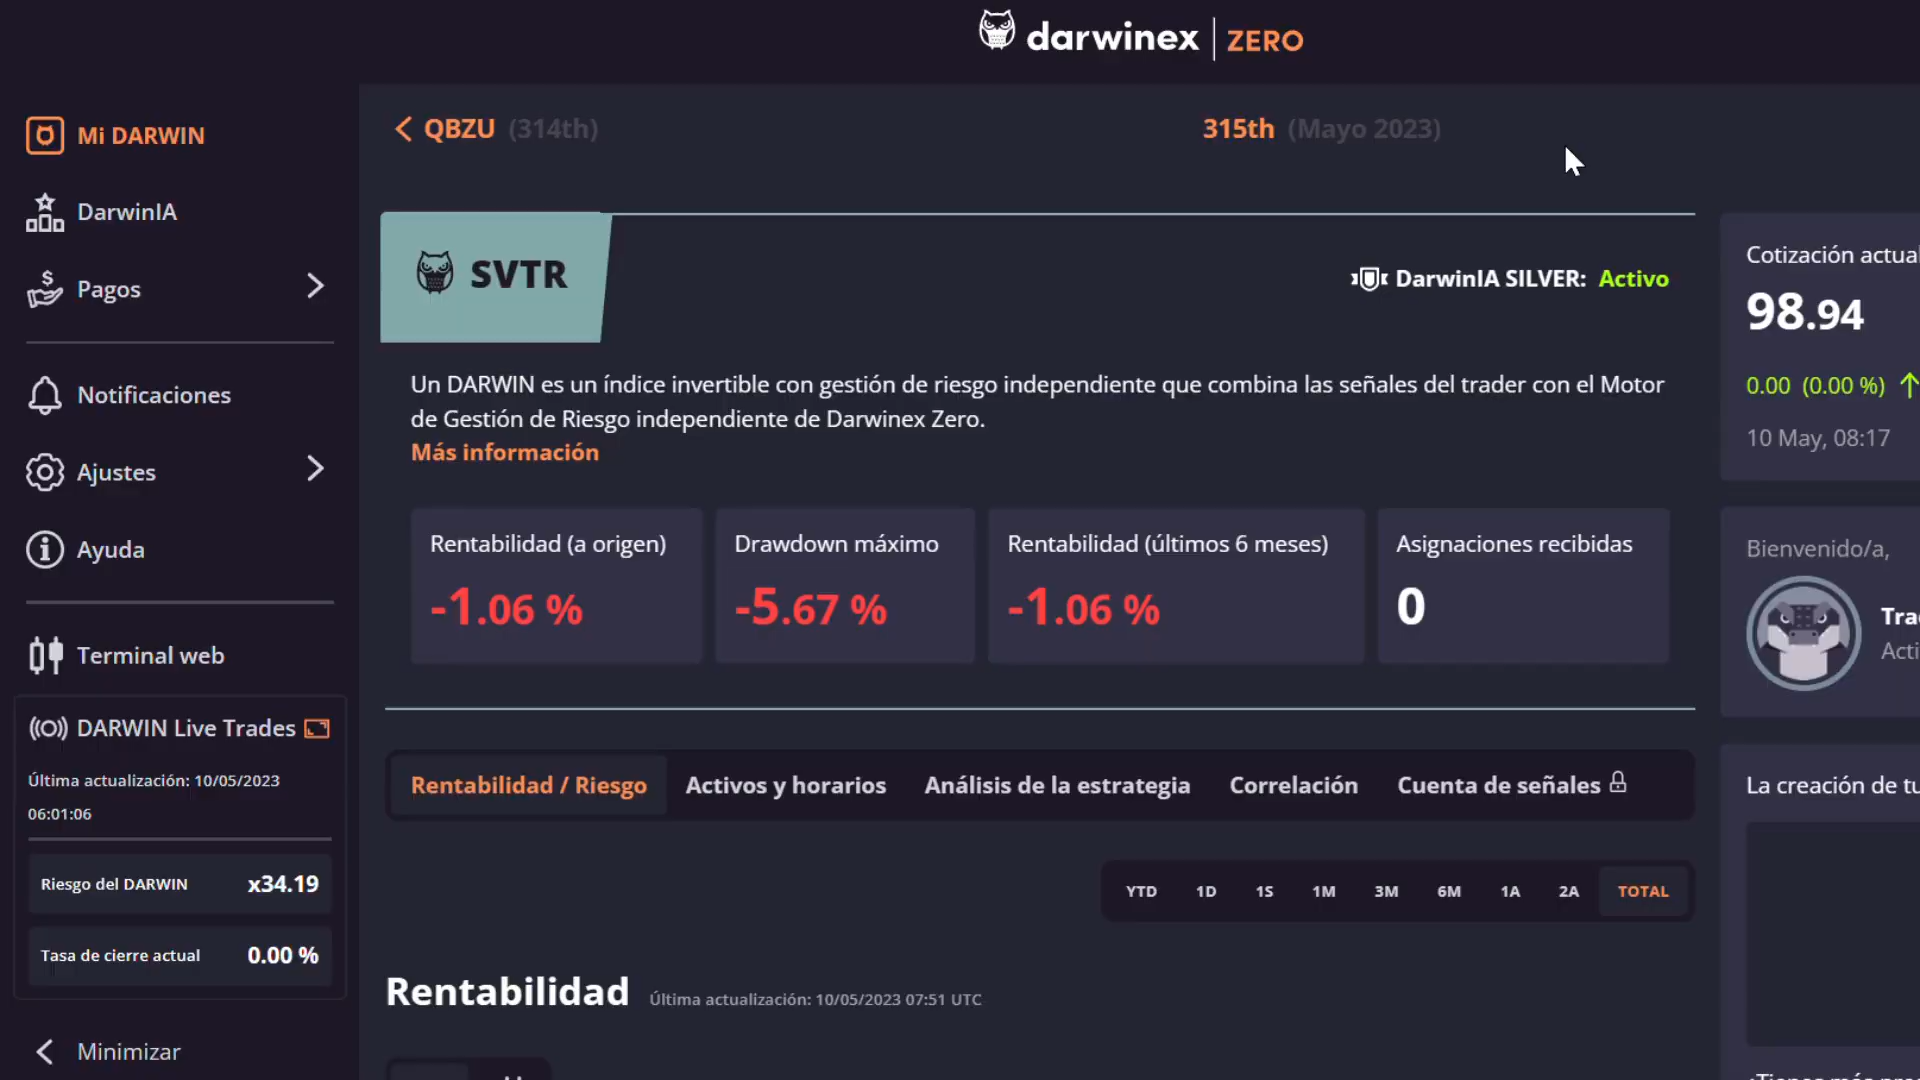 darwinex | ZERO
Mi DARWIN
DarwinIA
Pagos
Notificaciones
Ajustes
Ayuda
Terminal web
DARWIN Live Trades
Última actualización: 10/05/2023
06:01:06
Riesgo del DARWIN x34.19
Tasa de cierre actual 0.00 %
Minimizar
QBZU (314th)
315th (Mayo 2023)
SVTR
DarwinIA SILVER: Activo
Un DARWIN es un índice invertible con gestión de riesgo independiente que combina las señales del trader con el Motor
de Gestión de Riesgo independiente de Darwinex Zero.
Más información
Rentabilidad (a origen) Drawdown máximo Rentabilidad (últimos 6 meses) Asignaciones recibidas
-1.06 % -5.67 % -1.06 % 0
Rentabilidad / Riesgo Activos y horarios Análisis de la estrategia Correlación Cuenta de señales
YTD 1D 1S 1M 3M 6M 1A 2A TOTAL
Rentabilidad Última actualización: 10/05/2023 07:51 UTC
Cotización actual
98.94
0.00 (0.00 %)
10 May, 08:17
Bienvenido/a,
La creación de